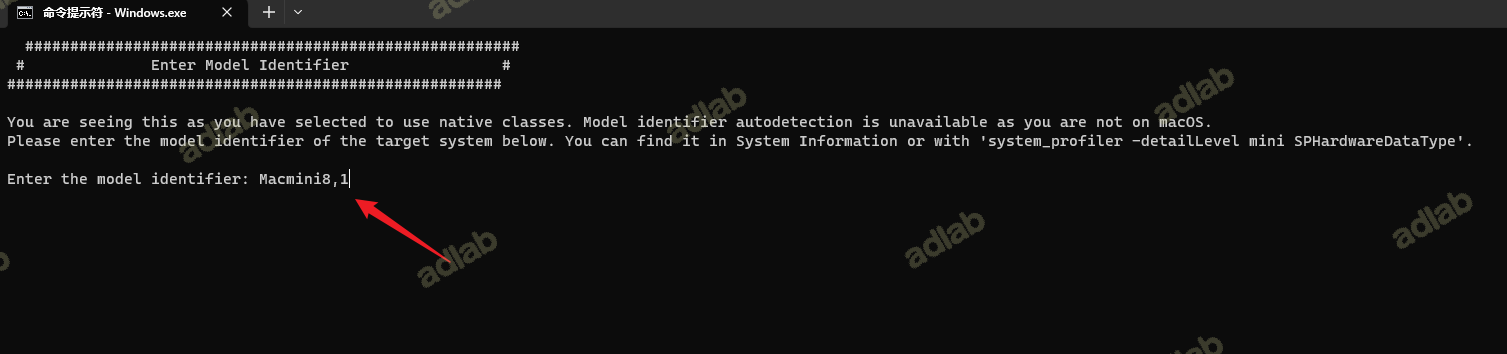 命令提示符 - Windows.exe
#######################################################
# Enter Model Identifier #
#######################################################
You are seeing this as you have selected to use native classes. Model identifier autodetection is unavailable as you are not on macOS.
Please enter the model identifier of the target system below. You can find it in System Information or with 'system_profiler -detailLevel mini SPHardwareDataType'.
Enter the model identifier: Macmini8,1
adlab
adlab
adlab
adlab
adlab
adlab
adlab